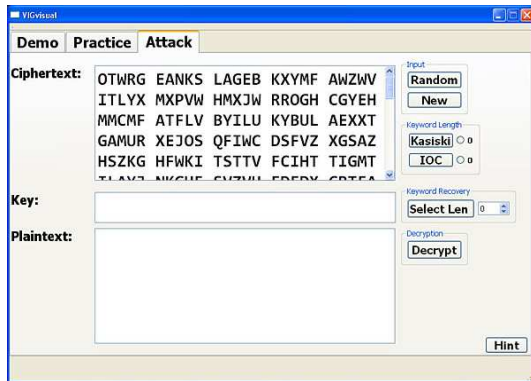 VIGvisual
Demo Practice Attack
Ciphertext:
OTWRG EANKS LAGEB KXYMF AWZWV
ITLYX MXPVW HMXJW RROGH CGYEH
MMCMF ATFLV BYILU KYBUL AEXXT
GAMUR XEJOS QFIWC DSFVZ XGSAZ
HSZKG HFWKI TSTTV FCIHT TIGMT
Input
Random
New
Keyword Length
Kasiski 0
IOC 0
Key:
Keyword Recovery
Select Len 0
Plaintext:
Decryption
Decrypt
Hint